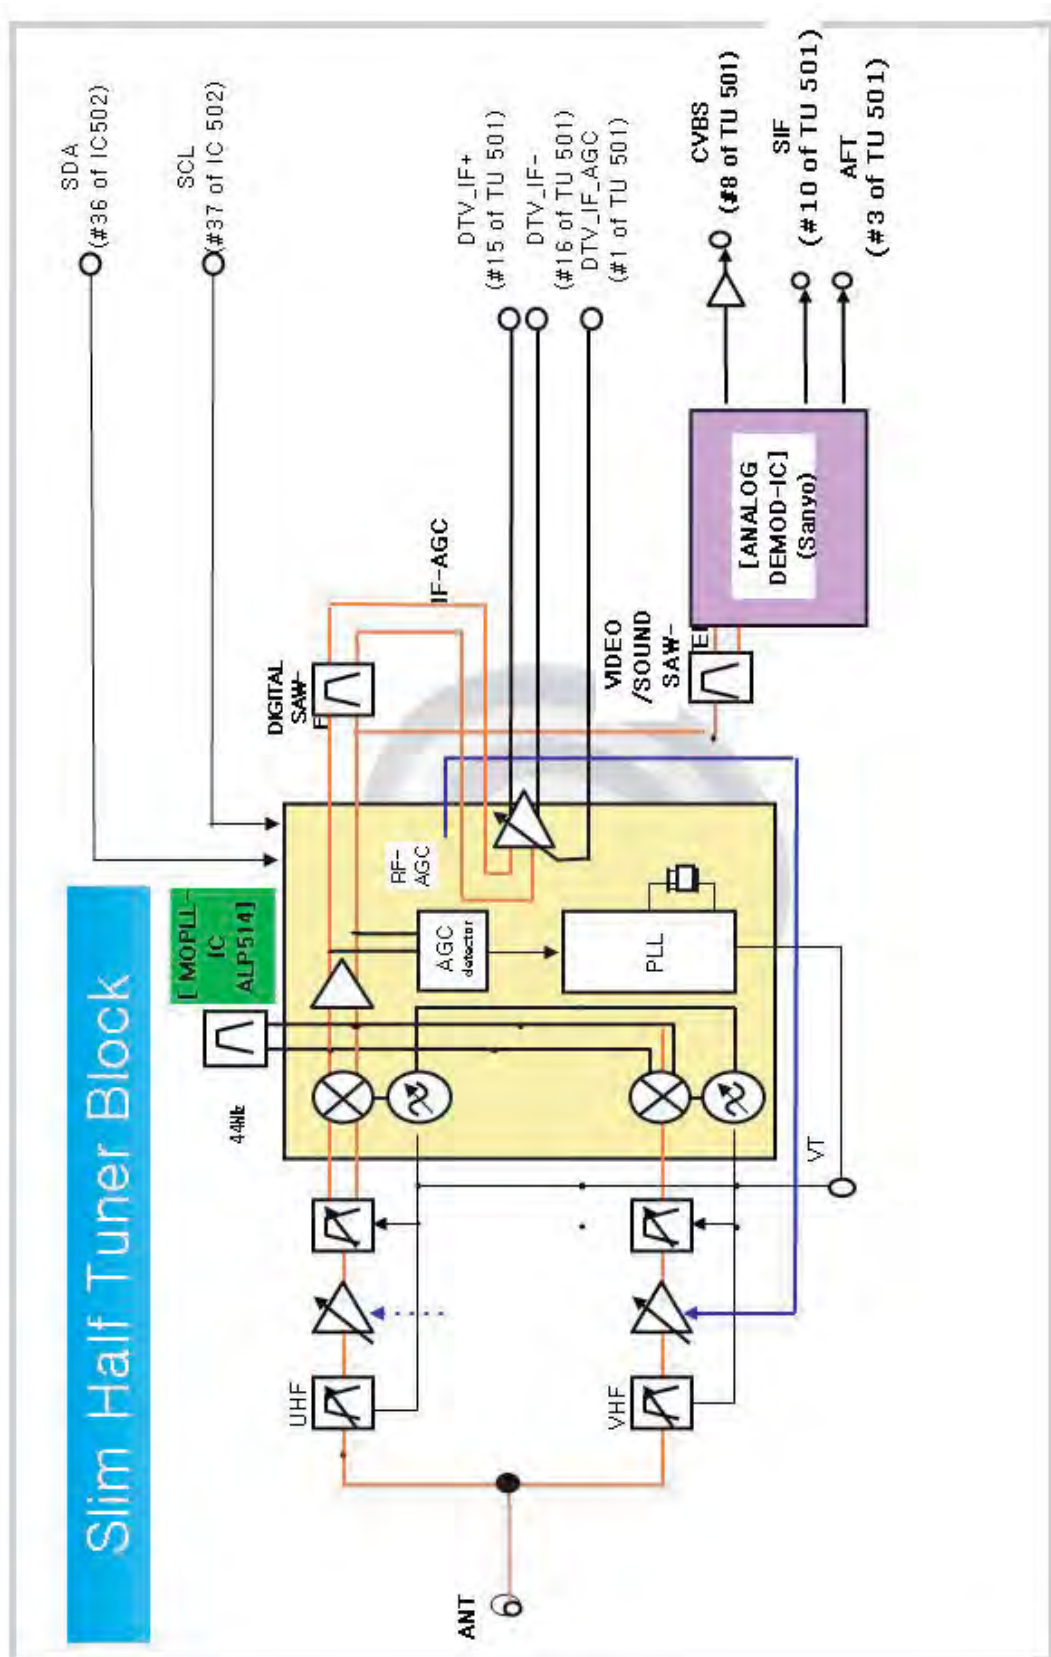 Slim Half Tuner Block
SDA
(#36 of IC502)
SCL
(#37 of IC 502)
[ MOPLL-
IC
ALP514]
44MHz
DIGITAL
SAW-
F
IF-AGC
DTV_IF+
(#15 of TU 501)
DTV_IF-
(#16 of TU 501)
DTV_IF_AGC
(#1 of TU 501)
RF-
AGC
AGC
detector
PLL
VIDEO
/SOUND
SAW-
[ANALOG
DEMOD-IC]
(Sanyo)
CVBS
(#8 of TU 501)
SIF
(#10 of TU 501)
AFT
(#3 of TU 501)
UHF
VHF
VT
ANT